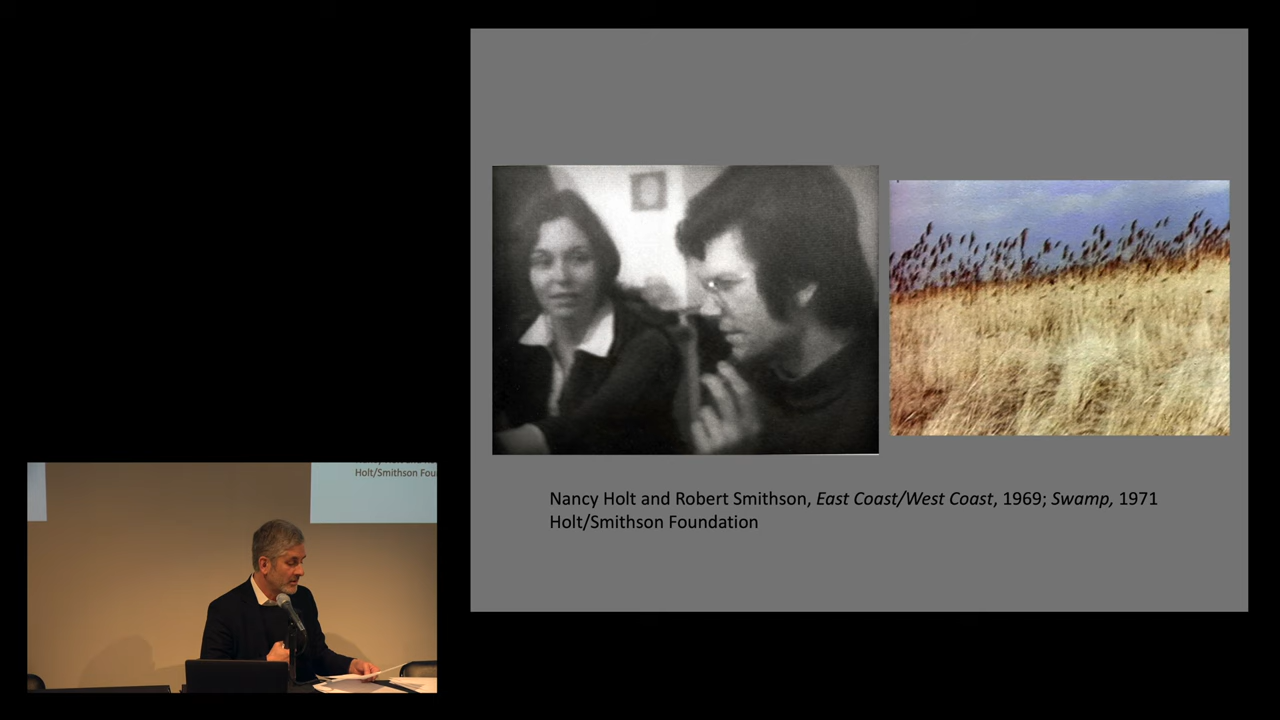 Nancy Holt and Robert Smithson, East Coast/West Coast, 1969; Swamp, 1971
Holt/Smithson Foundation
Holt/Smithson Fou